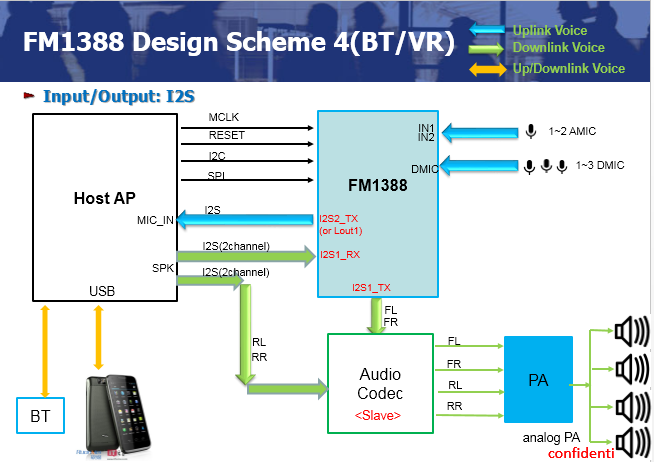 FM1388 Design Scheme 4(BT/VR)
Uplink Voice
Downlink Voice
Up/Downlink Voice
Input/Output: I2S
MCLK
RESET
I2C
SPI
Host AP
FM1388
IN1
IN2
1~2 AMIC
DMIC
1~3 DMIC
I2S
MIC_IN
I2S2_TX
(or Lout1)
I2S(2channel)
I2S1_RX
SPK
I2S(2channel)
USB
I2S1_TX
FL
FR
RL
RR
Audio
Codec
<Slave>
FL
FR
RL
RR
PA
BT
analog PA
confidenti